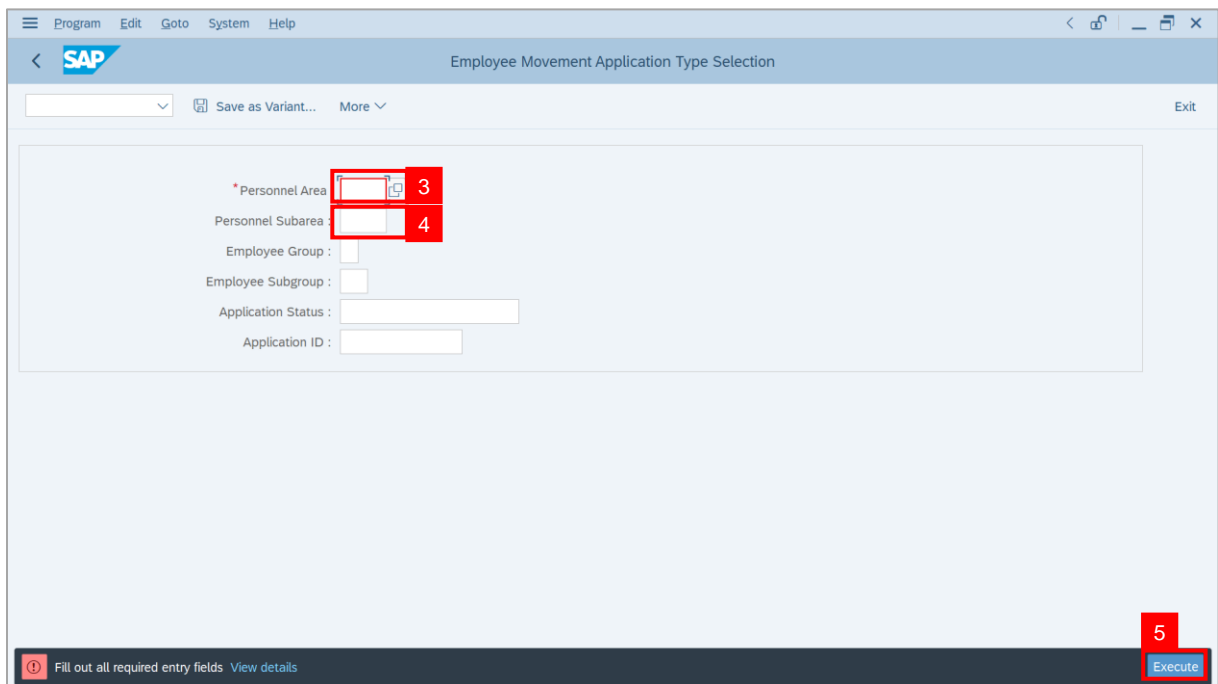 Program Edit Goto System Help
SAP
Employee Movement Application Type Selection
Save as Variant... More Exit
*Personnel Area 3
Personnel Subarea : 4
Employee Group :
Employee Subgroup :
Application Status :
Application ID :
5
Fill out all required entry fields View details Execute